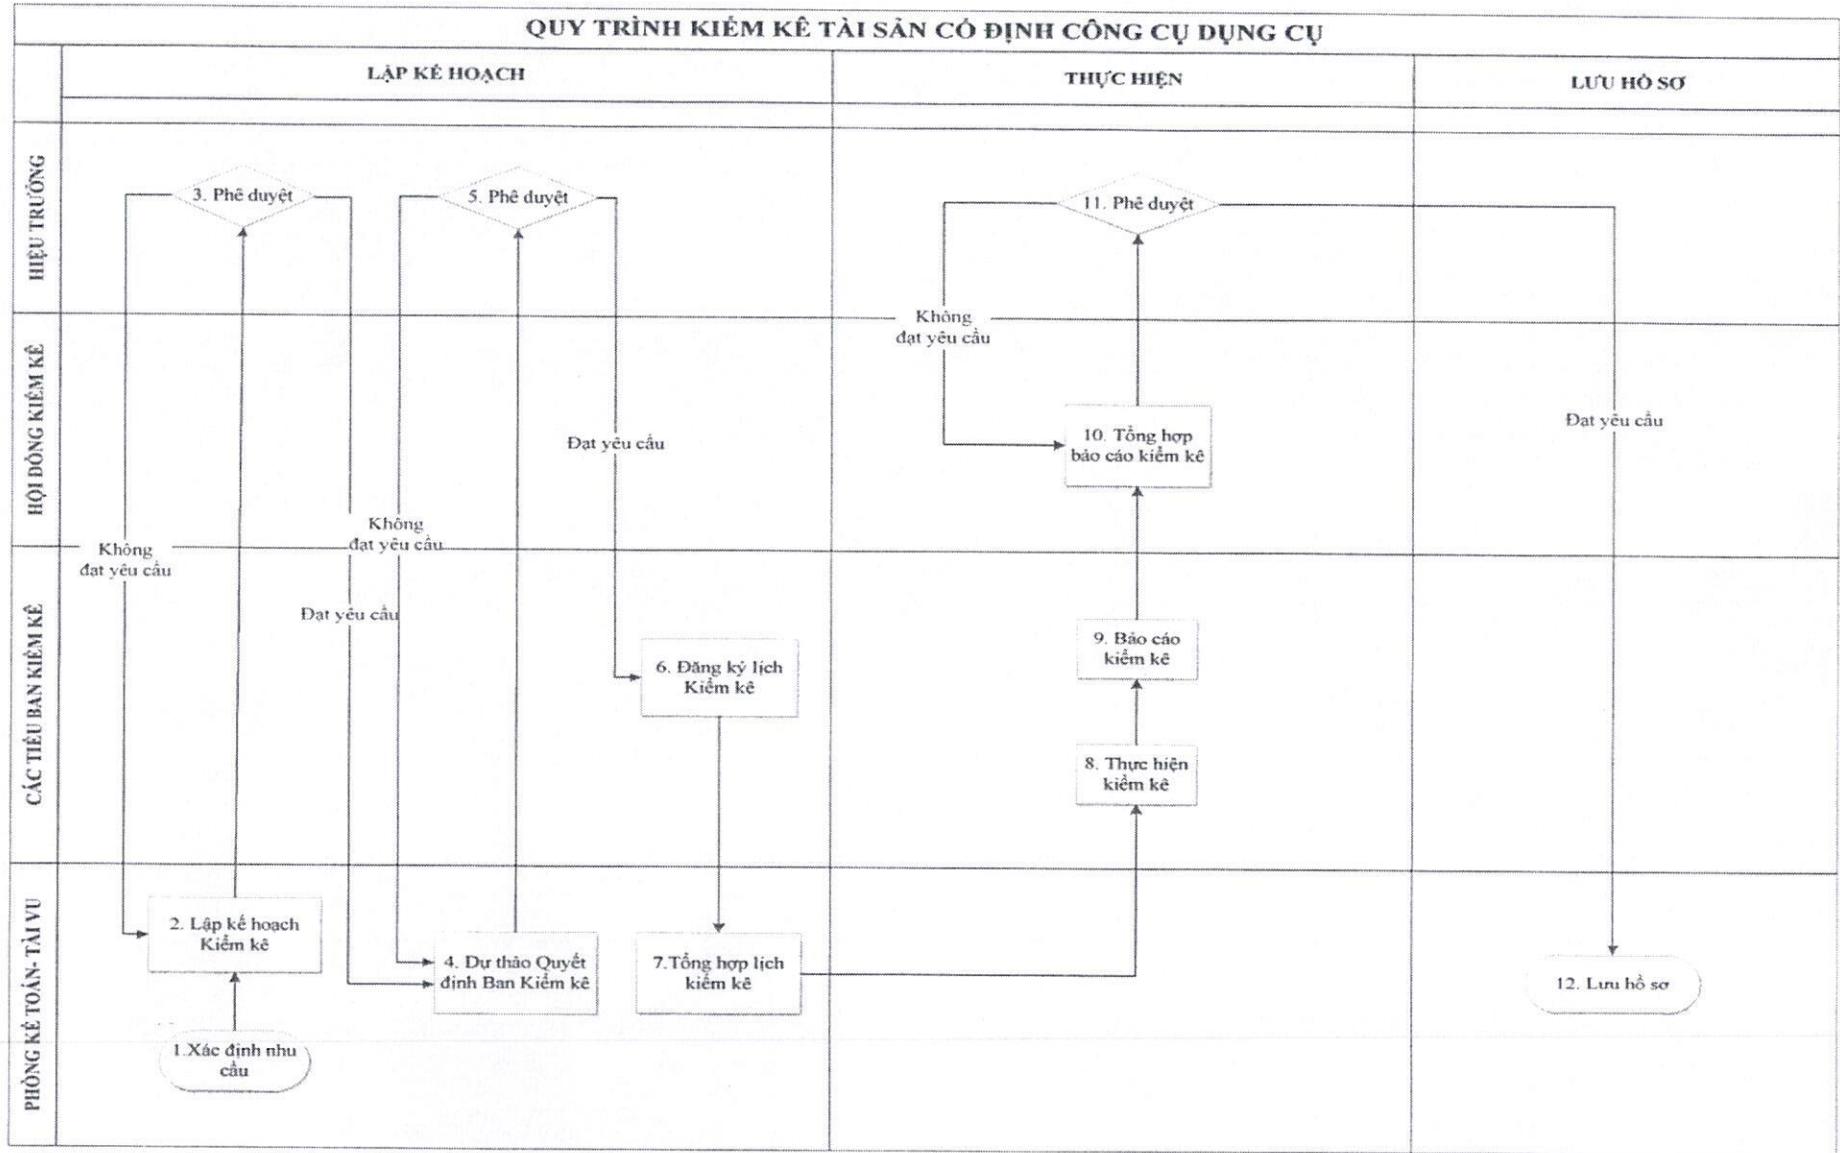 QUY TRÌNH KIỂM KÊ TÀI SẢN CỐ ĐỊNH CÔNG CỤ DỤNG CỤ
LẬP KẾ HOẠCH
THỰC HIỆN
LƯU HỒ SƠ
HIỆU TRƯỞNG
3. Phê duyệt
5. Phê duyệt
11. Phê duyệt
Không
đạt yêu cầu
HỘI ĐỒNG KIỂM KÊ
Đạt yêu cầu
10. Tổng hợp
báo cáo kiểm kê
Đạt yêu cầu
Không
đạt yêu cầu
Không
đạt yêu cầu
CÁC TIỂU BAN KIỂM KÊ
Đạt yêu cầu
6. Đăng ký lịch
Kiểm kê
9. Báo cáo
kiểm kê
8. Thực hiện
kiểm kê
PHÒNG KẾ TOÁN- TÀI VỤ
2. Lập kế hoạch
Kiểm kê
4. Dự thảo Quyết
định Ban Kiểm kê
7.Tổng hợp lịch
kiểm kê
12. Lưu hồ sơ
1.Xác định nhu
cầu